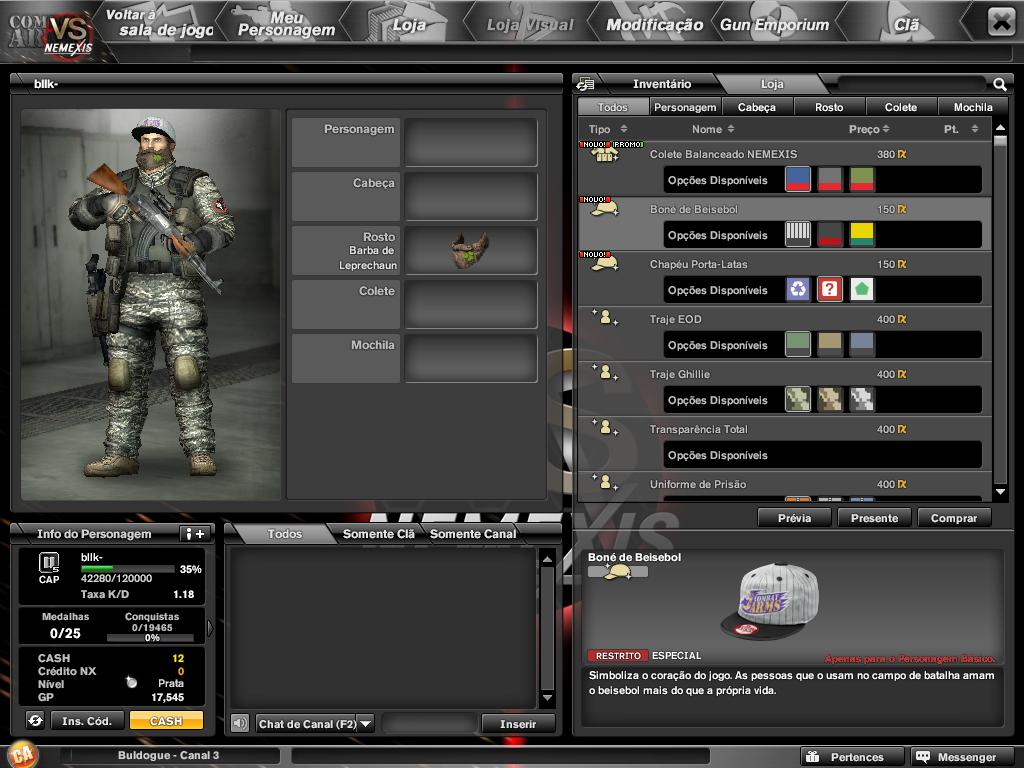 COMBAT ARMS VS NEMEXIS
Voltar à sala de jogo
Meu Personagem
Loja
Loja Visual
Modificação
Gun Emporium
Clã
bllk-
Personagem
Cabeça
Rosto
Barba de Leprechaun
Colete
Mochila
Inventário
Loja
Todos
Personagem
Cabeça
Rosto
Colete
Mochila
Tipo
Nome
Preço
Pt.
NOVO! PROMO!
Colete Balanceado NEMEXIS
380
Opções Disponíveis
NOVO!
Boné de Beisebol
150
Opções Disponíveis
NOVO!
Chapéu Porta-Latas
150
Opções Disponíveis
?
Traje EOD
400
Opções Disponíveis
Traje Ghillie
400
Opções Disponíveis
Transparência Total
400
Opções Disponíveis
Uniforme de Prisão
400
Prévia
Presente
Comprar
NEMEXIS
Info do Personagem
i +
CAP
bllk-
35%
42280/120000
Taxa K/D
1.18
Medalhas
0/25
Conquistas
0/19465
0%
CASH
12
Crédito NX
0
Nível
Prata
GP
17,545
Ins. Cód.
CASH
Todos
Somente Clã
Somente Canal
Chat de Canal (F2)
Inserir
Boné de Beisebol
COMBAT ARMS
RESTRITO
ESPECIAL
Apenas para o Personagem Básico.
Simboliza o coração do jogo. As pessoas que o usam no campo de batalha amam
o beisebol mais do que a própria vida.
CA
Buldogue - Canal 3
Pertences
Messenger